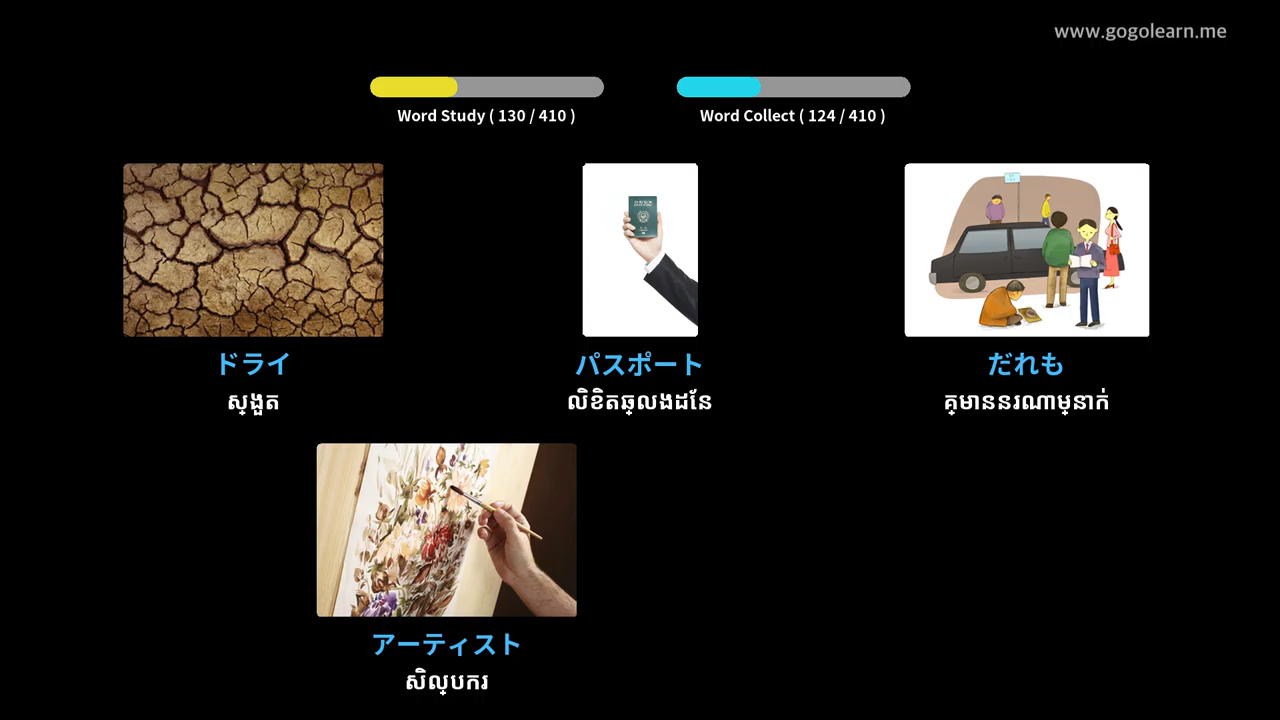 www.gogolearn.me
Word Study ( 130 / 410 )
Word Collect ( 124 / 410 )
ドライ
ស្ងួត
パスポート
លិខិតឆ្លងដែន
だれも
គ្មាននរណាម្នាក់
アーティスト
សិល្បករ